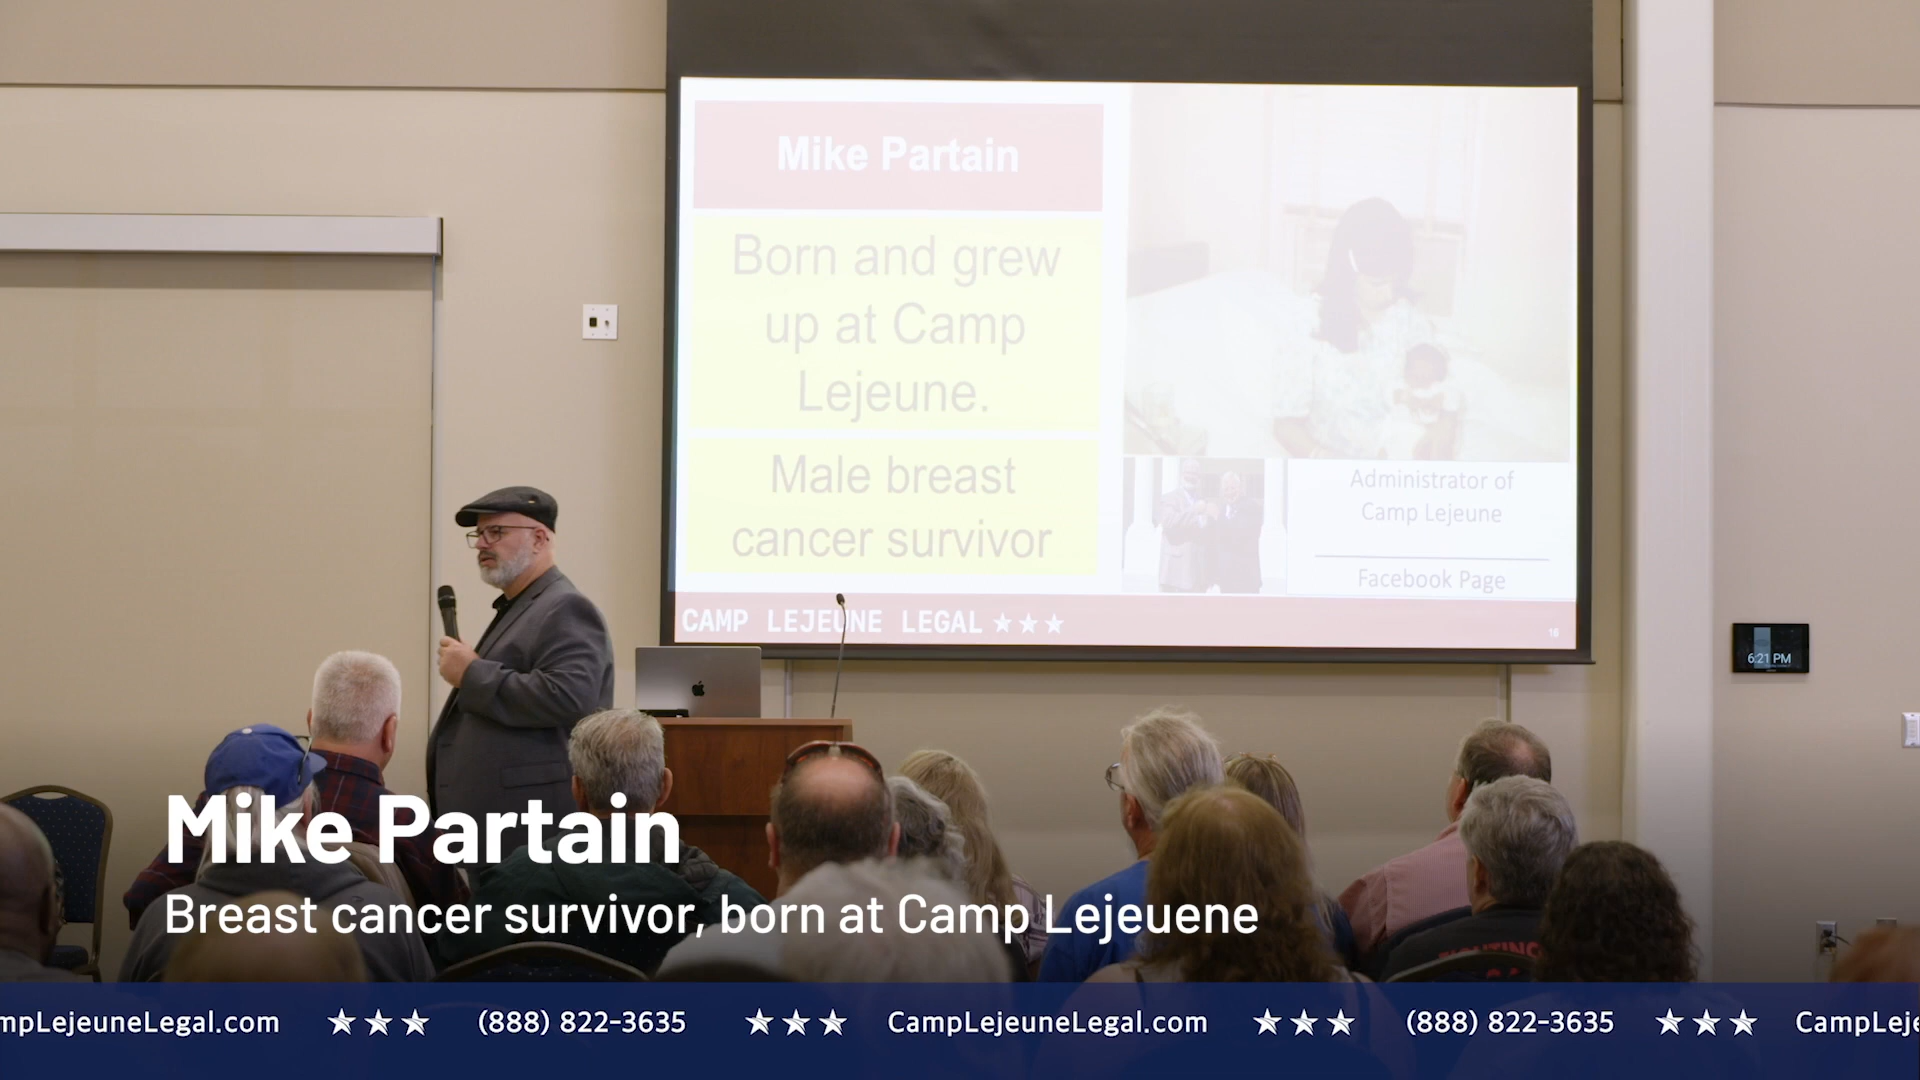 Mike Partain
Born and grew
up at Camp
Lejeune.
Male breast
cancer survivor
Administrator of
Camp Lejeune
Facebook Page
CAMP LEJEUNE LEGAL ★★★
16
6:21 PM
Mike Partain
Breast cancer survivor, born at Camp Lejeuene
mpLejeuneLegal.com ★★★ (888) 822-3635 ★★★ CampLejeuneLegal.com ★★★ (888) 822-3635 ★★★ CampLeje